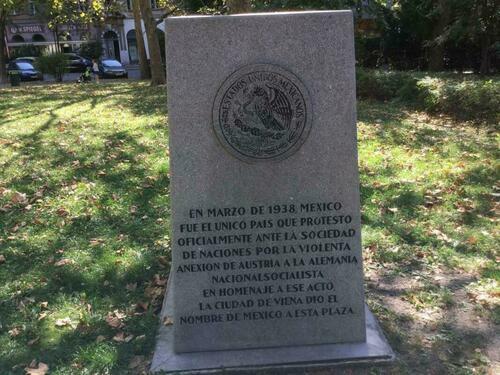 H. SPIEGEL
ESTADOS UNIDOS MEXICANOS
EN MARZO DE 1938, MEXICO
FUE EL UNICO PAIS QUE PROTESTO
OFICIALMENTE ANTE LA SOCIEDAD
DE NACIONES POR LA VIOLENTA
ANEXION DE AUSTRIA A LA ALEMANIA
NACIONALSOCIALISTA.
EN HOMENAJE A ESE ACTO
LA CIUDAD DE VIENA DIO EL
NOMBRE DE MEXICO A ESTA PLAZA.